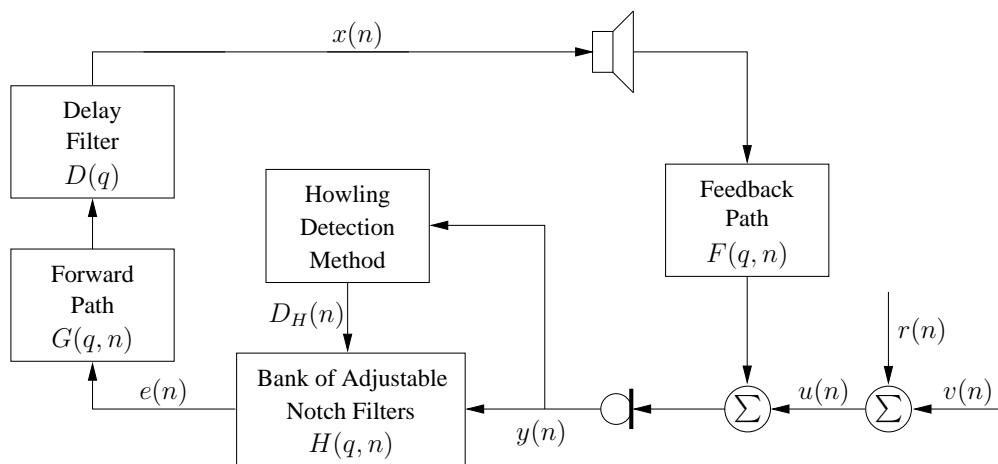 x(n)
Delay
Filter
D(q)
Howling
Detection
Method
Feedback
Path
F(q, n)
Forward
Path
G(q, n)
D_H(n)
r(n)
e(n)
Bank of Adjustable
Notch Filters
H(q, n)
y(n)
∑
u(n)
∑
v(n)